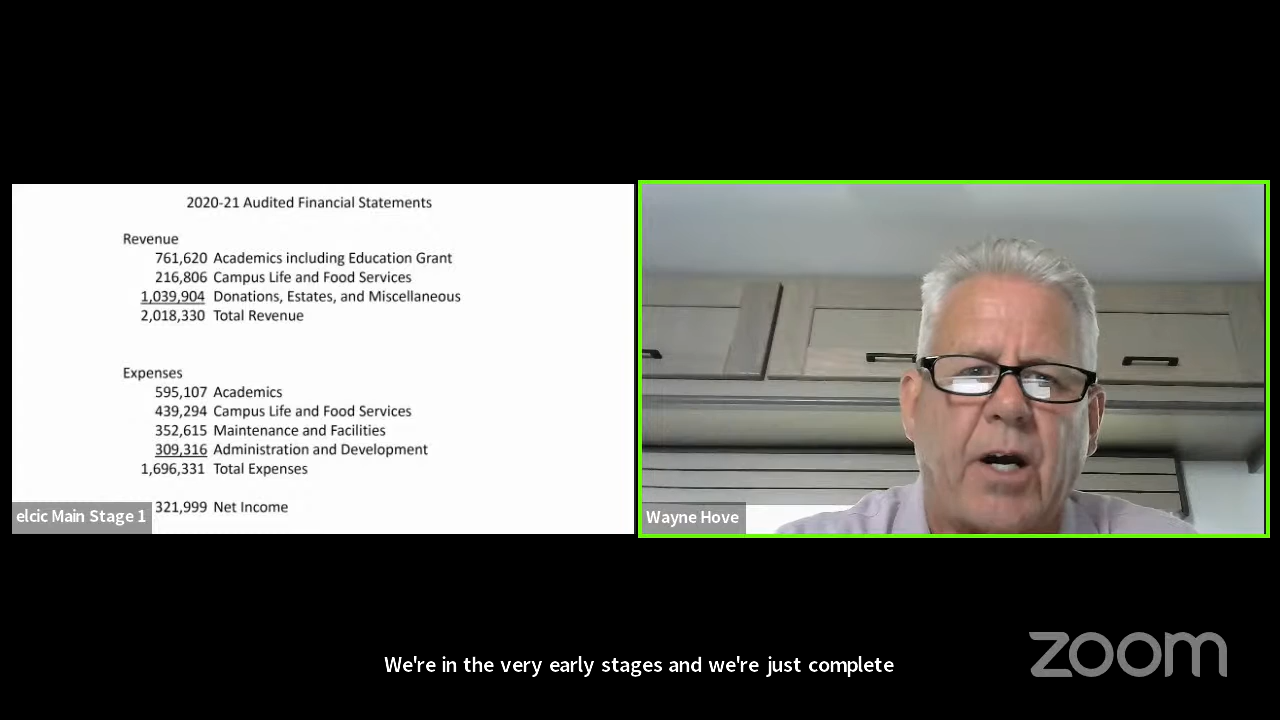 2020-21 Audited Financial Statements
Revenue
761,620 Academics including Education Grant
216,806 Campus Life and Food Services
1,039,904 Donations, Estates, and Miscellaneous
2,018,330 Total Revenue
Expenses
595,107 Academics
439,294 Campus Life and Food Services
352,615 Maintenance and Facilities
309,316 Administration and Development
1,696,331 Total Expenses
321,999 Net Income
elcic Main Stage 1
Wayne Hove
We're in the very early stages and we're just complete
zoom